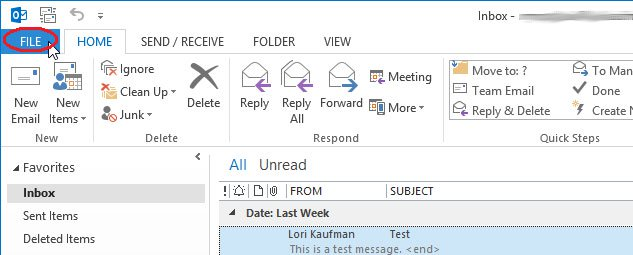 Inbox -
FILE HOME SEND / RECEIVE FOLDER VIEW
New Email
New Items
Ignore
Clean Up
Junk
Delete
Reply
Reply All
Forward
Meeting
More
Move to: ?
Team Email
Reply & Delete
To Man
Done
Create N
New Delete Respond Quick Steps
Favorites
Inbox
Sent Items
Deleted Items
All Unread
! FROM SUBJECT
Date: Last Week
Lori Kaufman Test
This is a test message. <end>